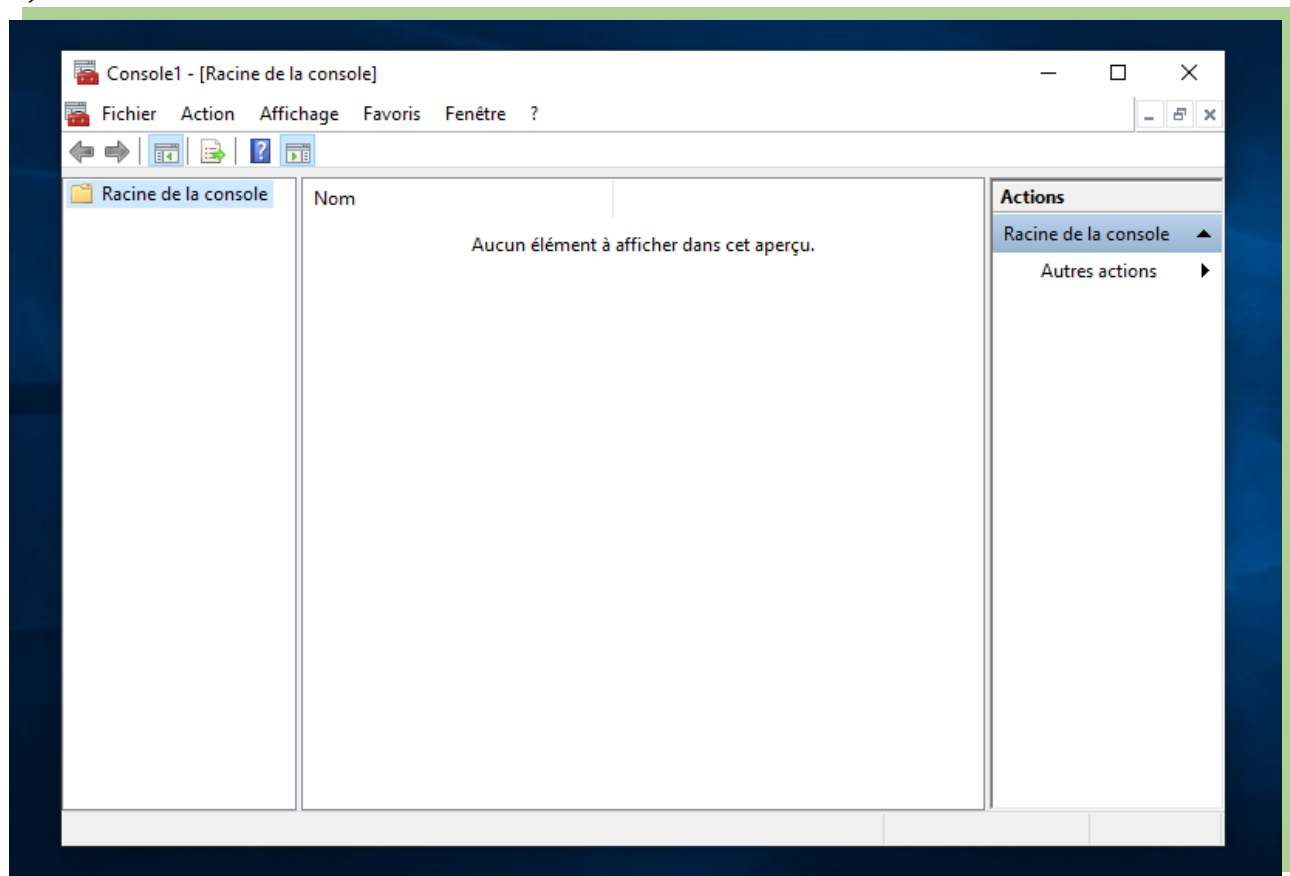 Console1 - [Racine de la console]
Fichier Action Affichage Favoris Fenêtre ?
Racine de la console
Nom
Aucun élément à afficher dans cet aperçu.
Actions
Racine de la console
Autres actions